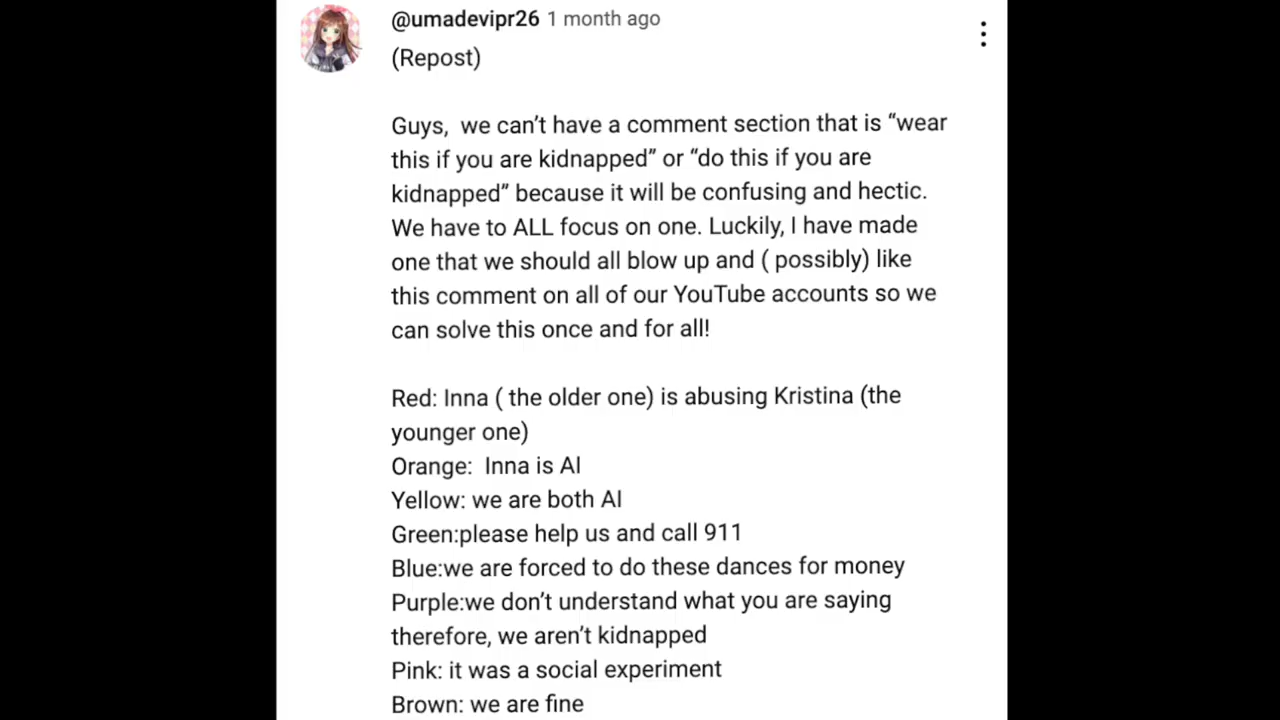 @umadevipr26 1 month ago
(Repost)
Guys,  we can't have a comment section that is “wear
this if you are kidnapped” or “do this if you are
kidnapped” because it will be confusing and hectic.
We have to ALL focus on one. Luckily, I have made
one that we should all blow up and ( possibly) like
this comment on all of our YouTube accounts so we
can solve this once and for all!
Red: Inna ( the older one) is abusing Kristina (the
younger one)
Orange:  Inna is AI
Yellow: we are both AI
Green:please help us and call 911
Blue:we are forced to do these dances for money
Purple:we don't understand what you are saying
therefore, we aren't kidnapped
Pink: it was a social experiment
Brown: we are fine